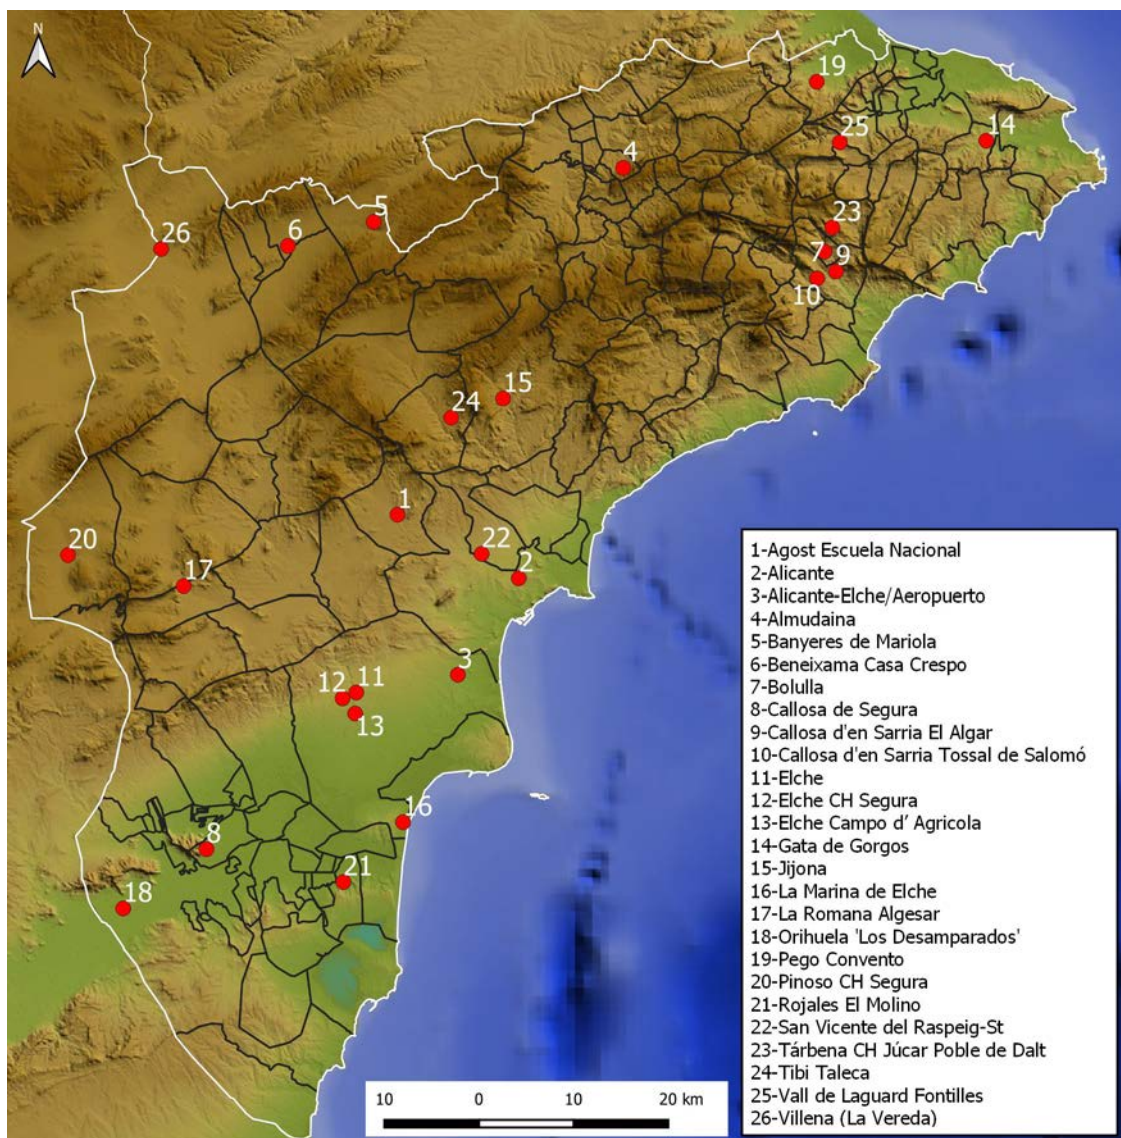 N
19
25
14
4
5
26
6
23
7
9
10
15
24
1
20
22
2
17
3
11
12
13
16
8
21
18
1-Agost Escuela Nacional
2-Alicante
3-Alicante-Elche/Aeropuerto
4-Almudaina
5-Banyeres de Mariola
6-Beneixama Casa Crespo
7-Bolulla
8-Callosa de Segura
9-Callosa d'en Sarria El Algar
10-Callosa d'en Sarria Tossal de Salomó
11-Elche
12-Elche CH Segura
13-Elche Campo d' Agricola
14-Gata de Gorgos
15-Jijona
16-La Marina de Elche
17-La Romana Algesar
18-Orihuela 'Los Desamparados'
19-Pego Convento
20-Pinoso CH Segura
21-Rojales El Molino
22-San Vicente del Raspeig-St
23-Tárbena CH Júcar Poble de Dalt
24-Tibi Taleca
25-Vall de Laguard Fontilles
26-Villena (La Vereda)
10 0 10 20 km